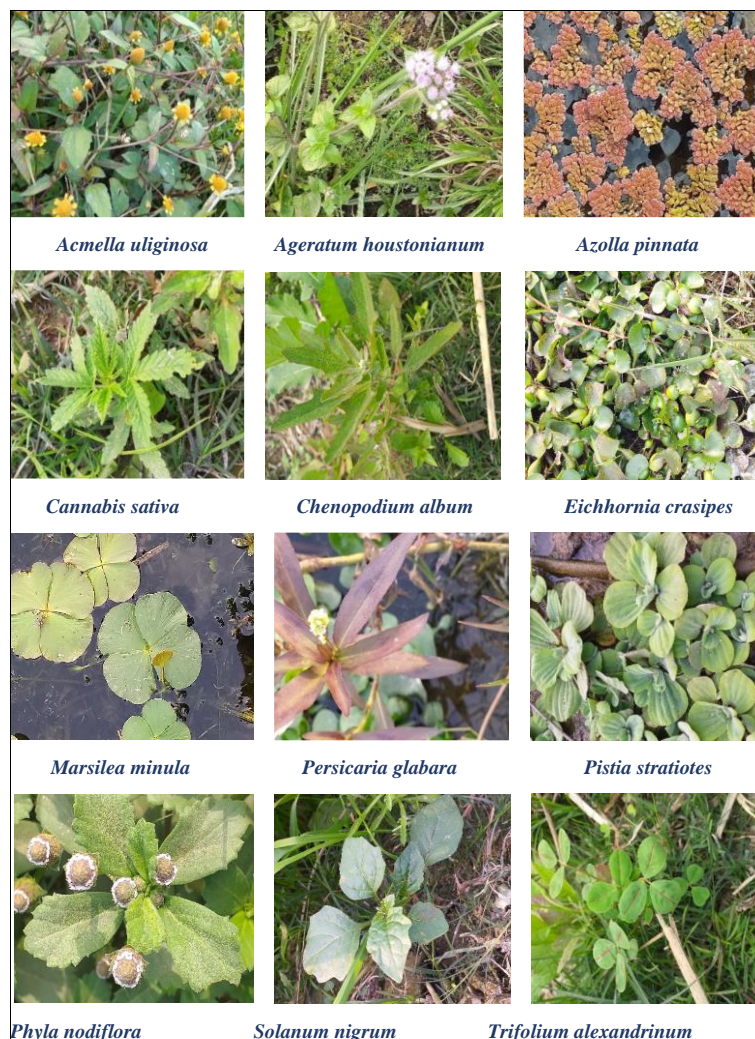 Acmella uliginosa Ageratum houstonianum Azolla pinnata
Cannabis sativa Chenopodium album Eichhornia crasipes
Marsilea minula Persicaria glabara Pistia stratiotes
Phyla nodiflora Solanum nigrum Trifolium alexandrinum